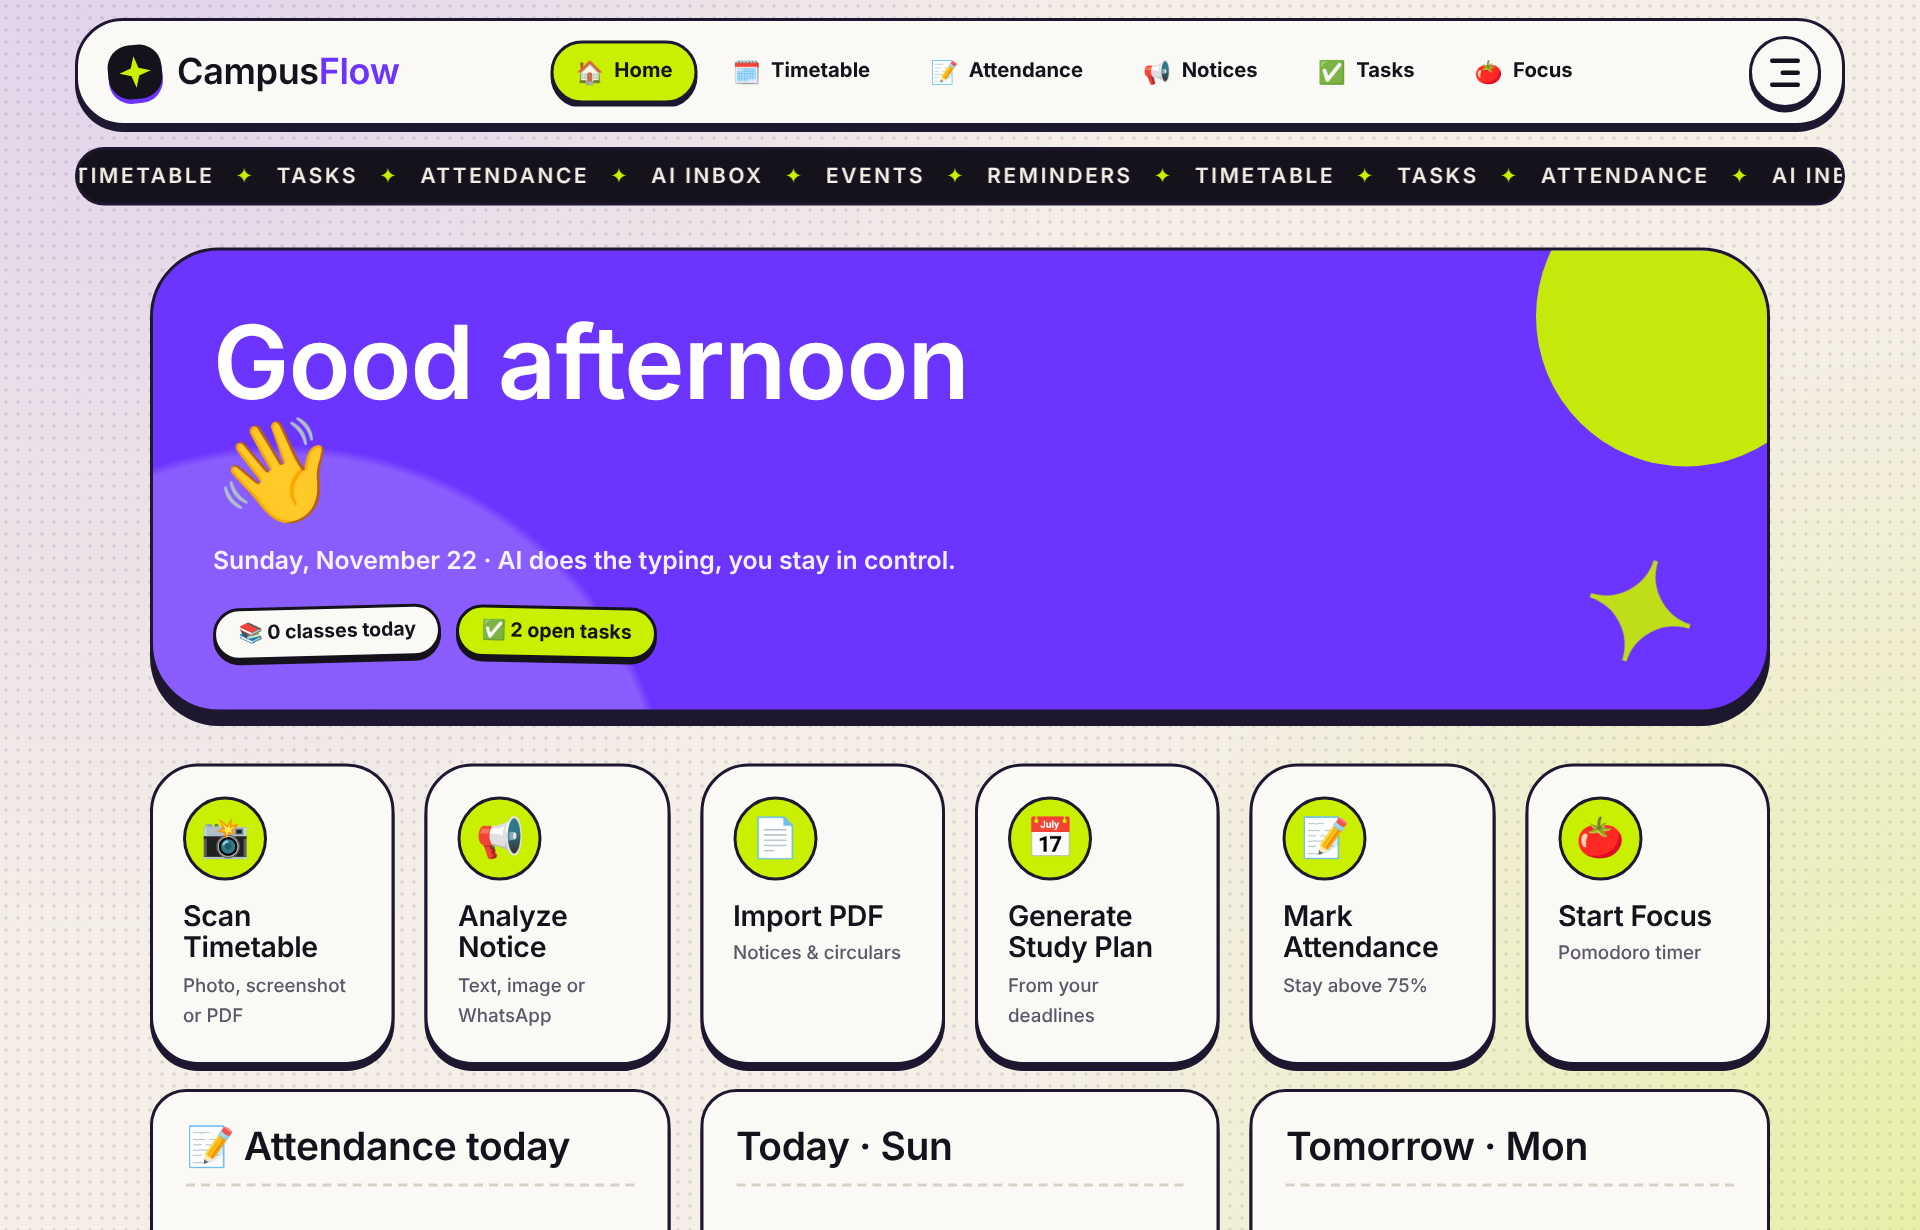 CampusFlow
🏠 Home 🗓️ Timetable 📝 Attendance 📢 Notices ✅ Tasks 🍅 Focus
TIMETABLE ✦ TASKS ✦ ATTENDANCE ✦ AI INBOX ✦ EVENTS ✦ REMINDERS ✦ TIMETABLE ✦ TASKS ✦ ATTENDANCE ✦ AI
Good afternoon
👋
Sunday, November 22 · AI does the typing, you stay in control.
📚 0 classes today ✅ 2 open tasks
Scan
Timetable
Photo, screenshot
or PDF
Analyze
Notice
Text, image or
WhatsApp
Import PDF
Notices & circulars
July
17
Generate
Study Plan
From your
deadlines
Mark
Attendance
Stay above 75%
Start Focus
Pomodoro timer
📝 Attendance today
Today · Sun
Tomorrow · Mon